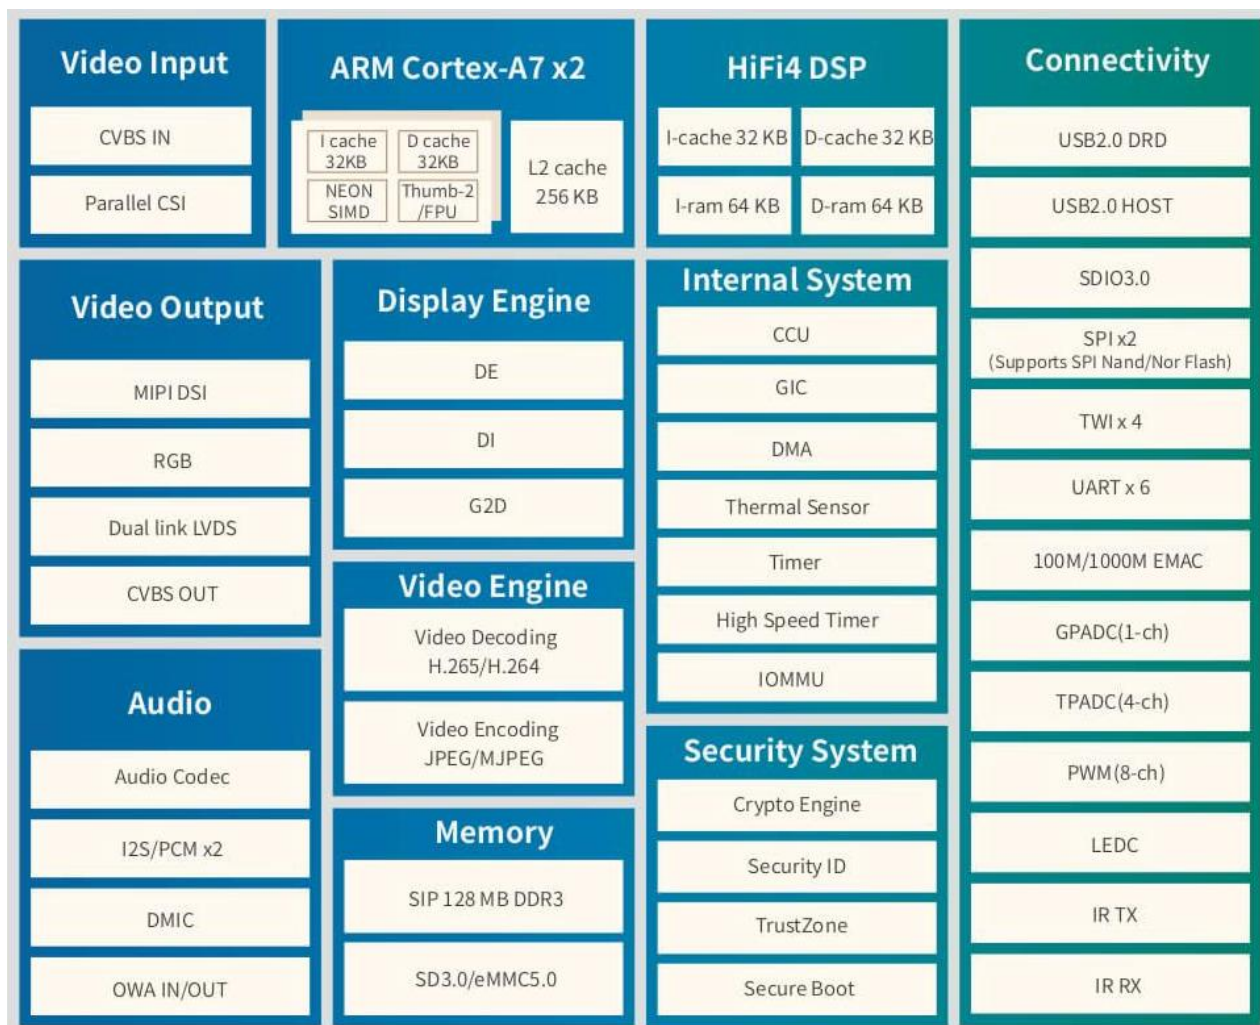 Video Input
CVBS IN
Parallel CSI
ARM Cortex-A7 x2
I cache
32KB
D cache
32KB
NEON
SIMD
Thumb-2
/FPU
L2 cache
256 KB
HiFi4 DSP
I-cache 32 KB
D-cache 32 KB
I-ram 64 KB
D-ram 64 KB
Connectivity
USB2.0 DRD
USB2.0 HOST
SDIO3.0
SPI x2
(Supports SPI Nand/Nor Flash)
TWI x 4
UART x 6
100M/1000M EMAC
GPADC(1-ch)
TPADC(4-ch)
PWM(8-ch)
LEDC
IR TX
IR RX
Video Output
MIPI DSI
RGB
Dual link LVDS
CVBS OUT
Display Engine
DE
DI
G2D
Internal System
CCU
GIC
DMA
Thermal Sensor
Timer
High Speed Timer
IOMMU
Video Engine
Video Decoding
H.265/H.264
Video Encoding
JPEG/MJPEG
Audio
Audio Codec
I2S/PCM x2
DMIC
OWA IN/OUT
Memory
SIP 128 MB DDR3
SD3.0/eMMC5.0
Security System
Crypto Engine
Security ID
TrustZone
Secure Boot